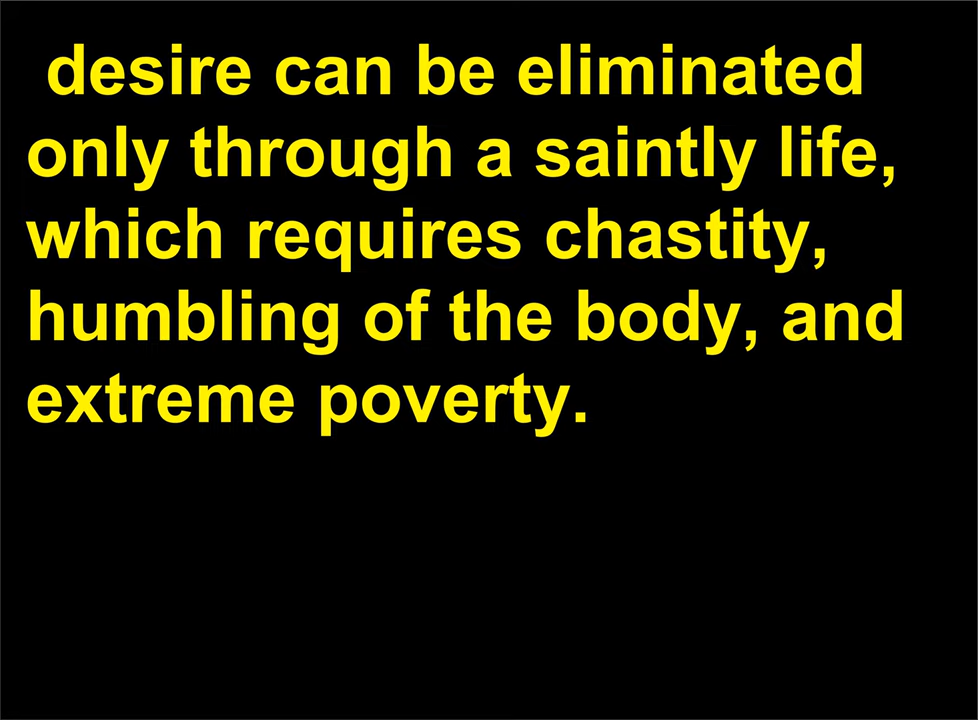 desire can be eliminated
only through a saintly life,
which requires chastity,
humbling of the body, and
extreme poverty.